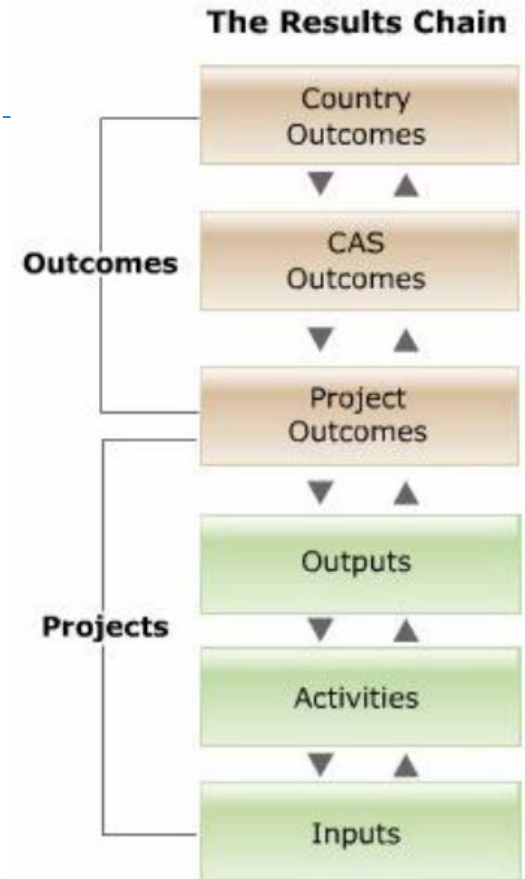 The Results Chain
Country
Outcomes
CAS
Outcomes
Outcomes
Project
Outcomes
Outputs
Projects
Activities
Inputs